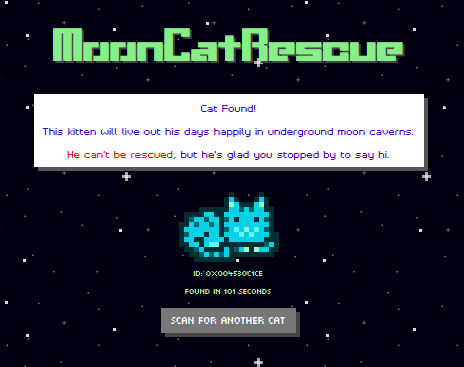 MoonCatRescue
Cat Found!
This kitten will live out his days happily in underground moon caverns.
He can't be rescued, but he's glad you stopped by to say hi.
ID: 0X00453001CE
FOUND IN 101 SECONDS
SCAN FOR ANOTHER CAT